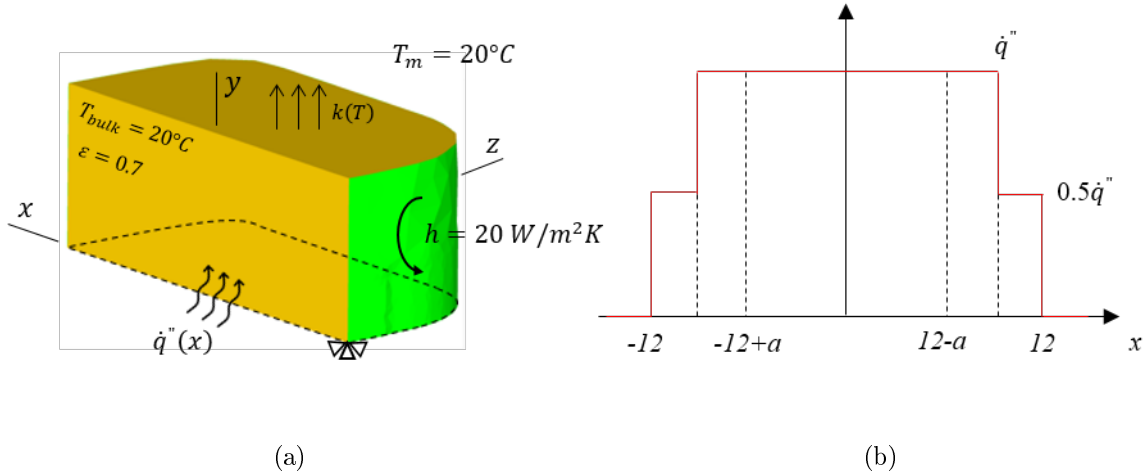 T_m = 20°C
y
k(T)
T_bulk = 20°C
ε = 0.7
z
x
h = 20 W/m²K
q̇"(x)
(a)
q̇"
0.5q̇"
-12
-12+a
12-a
12
x
(b)